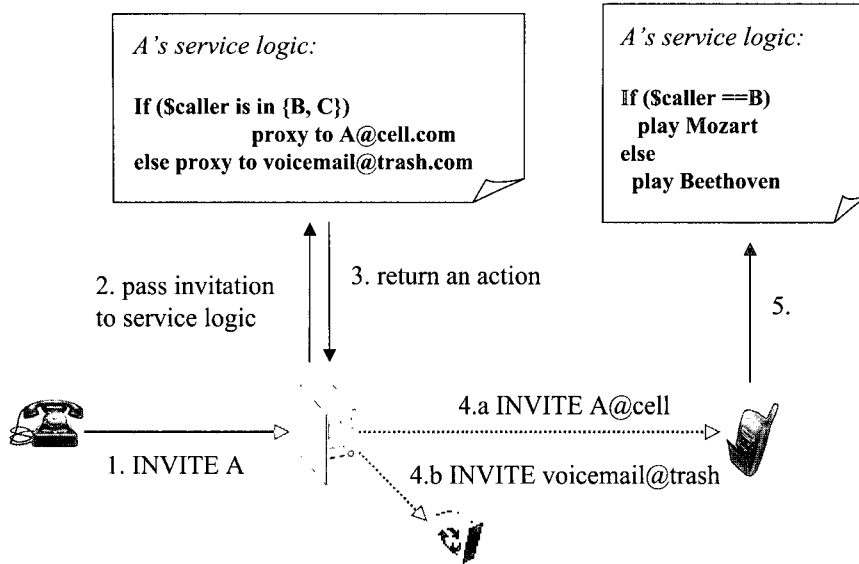 A's service logic:
If ($caller is in {B, C})
proxy to A@cell.com
else proxy to voicemail@trash.com
A's service logic:
If ($caller ==B)
play Mozart
else
play Beethoven
2. pass invitation
to service logic
3. return an action
5.
1. INVITE A
4.a INVITE A@cell
4.b INVITE voicemail@trash